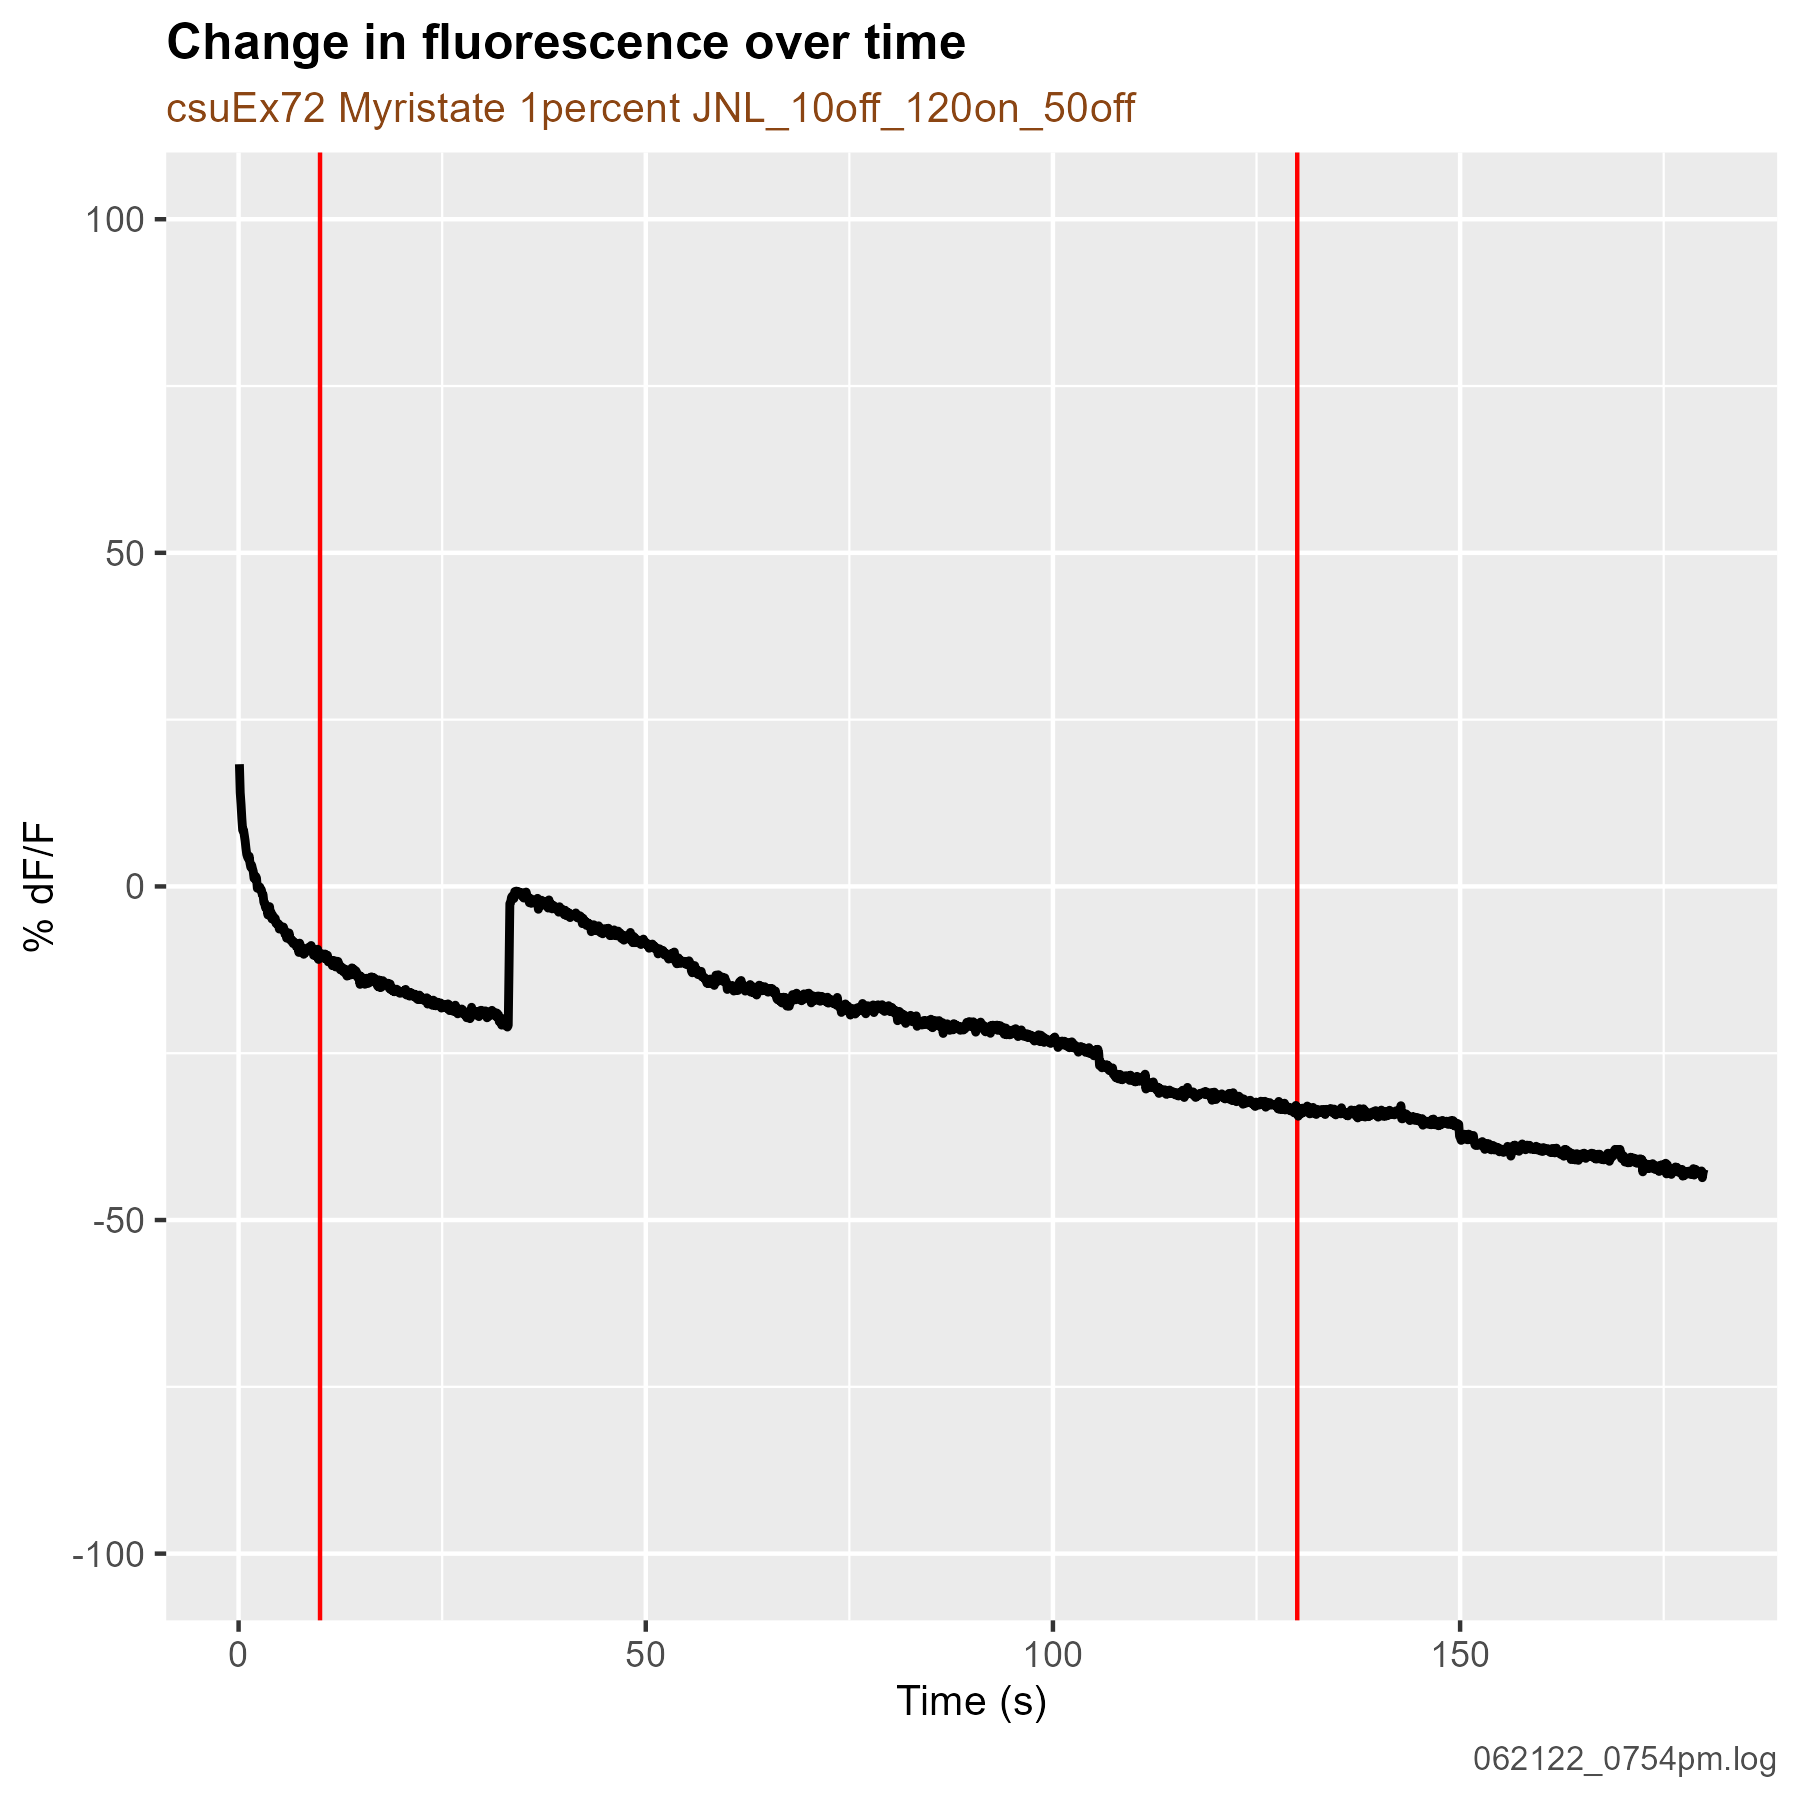 Change in fluorescence over time
csuEx72 Myristate 1percent JNL_10off_120on_50off
100
50
0
-50
-100
% dF/F
0 50 100 150
Time (s)
062122_0754pm.log